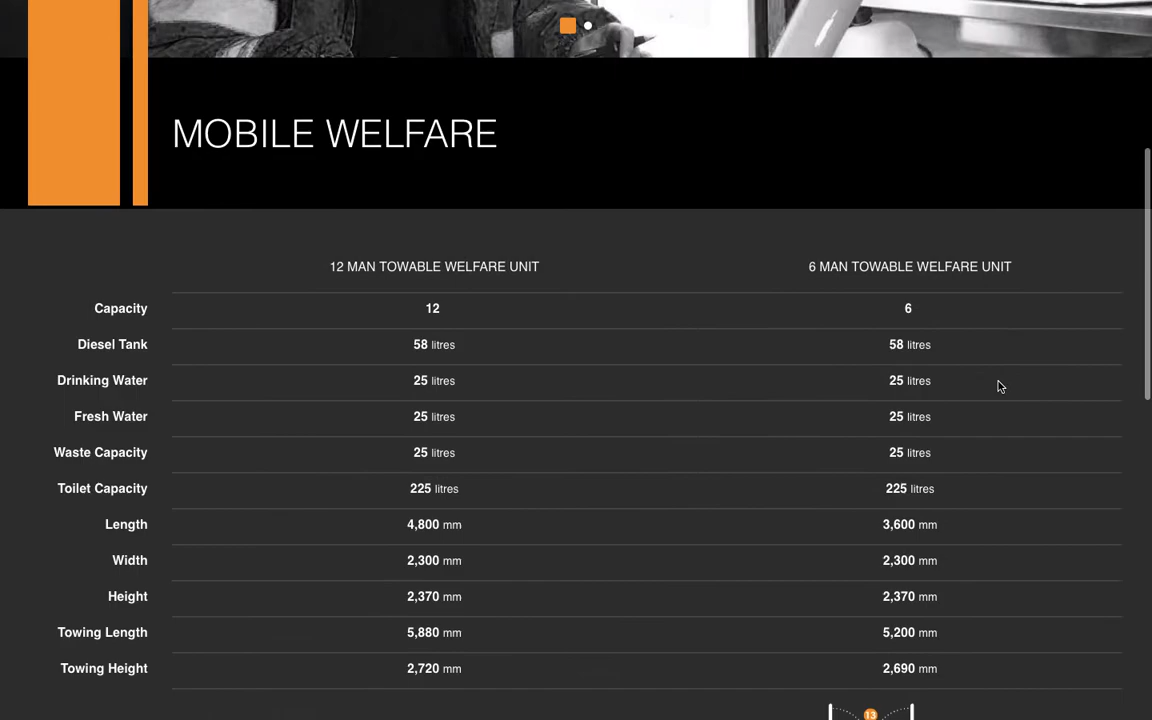 MOBILE WELFARE
12 MAN TOWABLE WELFARE UNIT 6 MAN TOWABLE WELFARE UNIT
Capacity 12 6
Diesel Tank 58 litres 58 litres
Drinking Water 25 litres 25 litres
Fresh Water 25 litres 25 litres
Waste Capacity 25 litres 25 litres
Toilet Capacity 225 litres 225 litres
Length 4,800 mm 3,600 mm
Width 2,300 mm 2,300 mm
Height 2,370 mm 2,370 mm
Towing Length 5,880 mm 5,200 mm
Towing Height 2,720 mm 2,690 mm
13